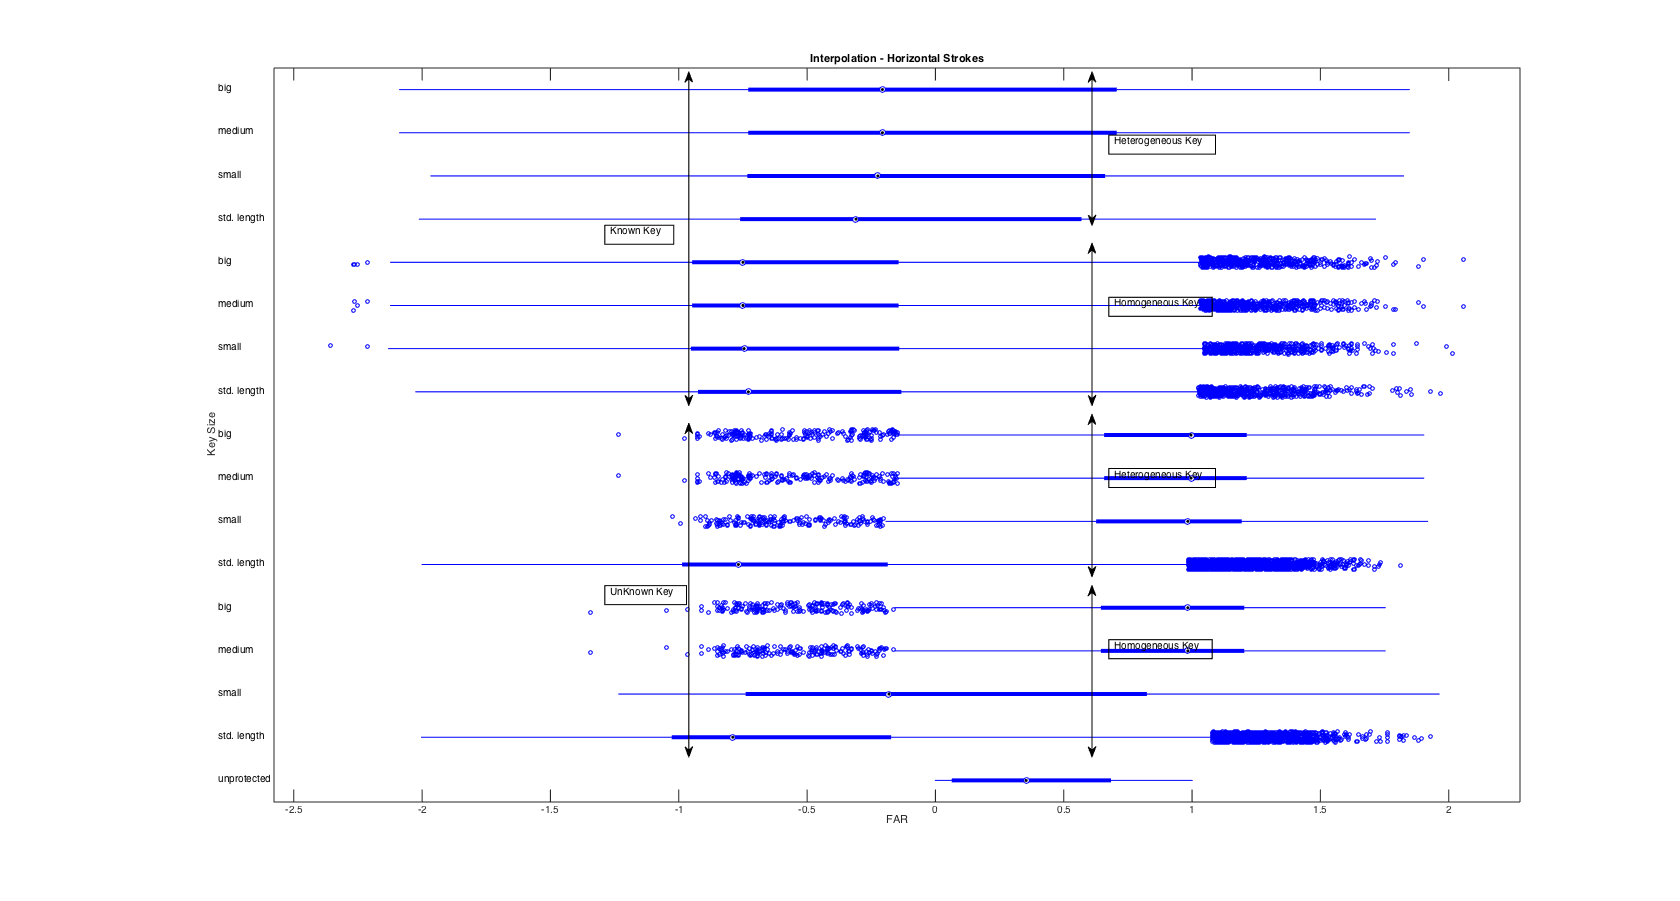 Interpolation - Horizontal Strokes
big
medium
Heterogeneous Key
small
std. length
Known Key
big
medium
Homogeneous Key
small
std. length
Key Size
big
medium
Heterogeneous Key
small
std. length
UnKnown Key
big
medium
Homogeneous Key
small
std. length
unprotected
-2.5 -2 -1.5 -1 -0.5 0 0.5 1 1.5 2
FAR